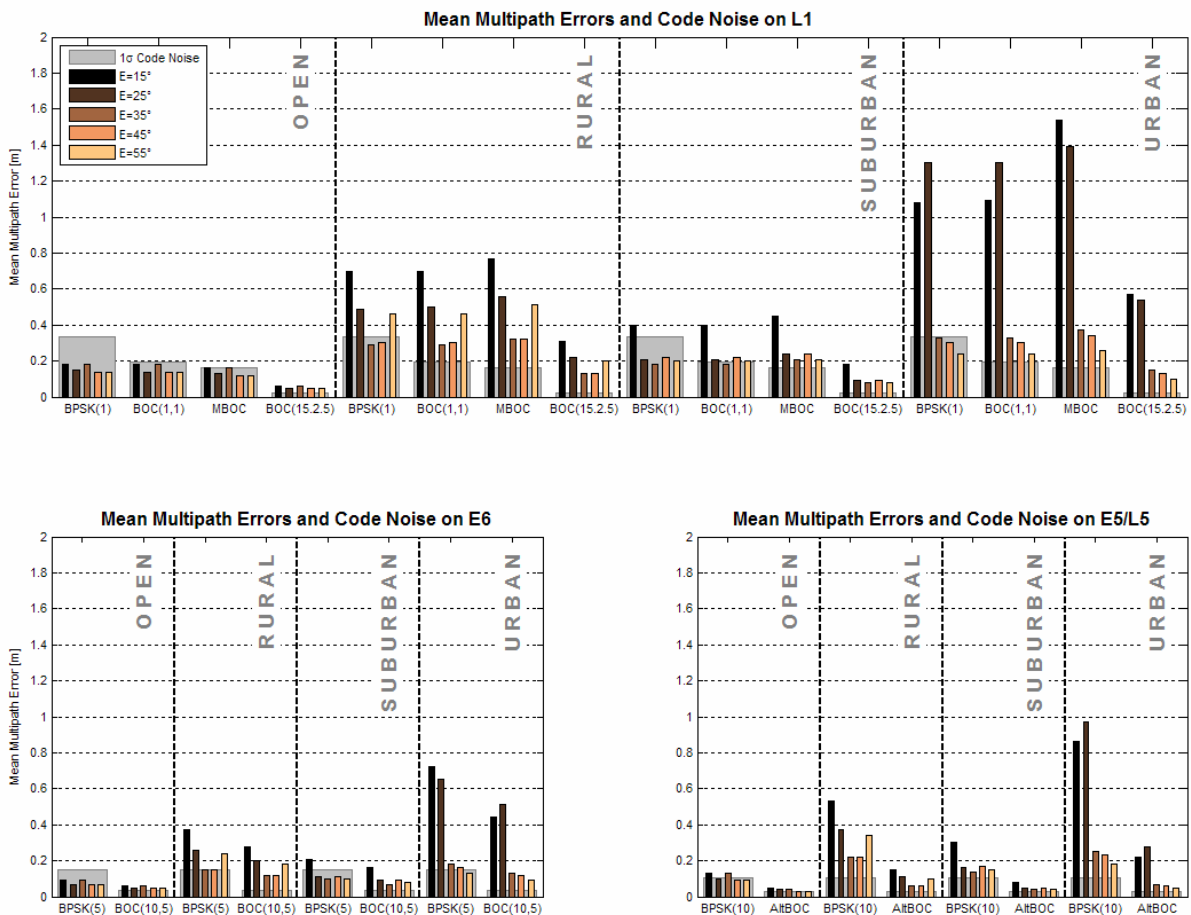 Mean Multipath Errors and Code Noise on L1
Mean Multipath Error [m]
2
1.8
1.6
1.4
1.2
1
0.8
0.6
0.4
0.2
0
1σ Code Noise
E=15°
E=25°
E=35°
E=45°
E=55°
OPEN
RURAL
SUBURBAN
URBAN
BPSK(1) BOC(1,1) MBOC BOC(15.2.5) BPSK(1) BOC(1,1) MBOC BOC(15.2.5) BPSK(1) BOC(1,1) MBOC BOC(15.2.5) BPSK(1) BOC(1,1) MBOC BOC(15.2.5)
Mean Multipath Errors and Code Noise on E6
Mean Multipath Error [m]
2
1.8
1.6
1.4
1.2
1
0.8
0.6
0.4
0.2
0
OPEN
RURAL
SUBURBAN
URBAN
BPSK(5) BOC(10,5) BPSK(5) BOC(10,5) BPSK(5) BOC(10,5) BPSK(5) BOC(10,5)
Mean Multipath Errors and Code Noise on E5/L5
2
1.8
1.6
1.4
1.2
1
0.8
0.6
0.4
0.2
0
OPEN
RURAL
SUBURBAN
URBAN
BPSK(10) AltBOC BPSK(10) AltBOC BPSK(10) AltBOC BPSK(10) AltBOC